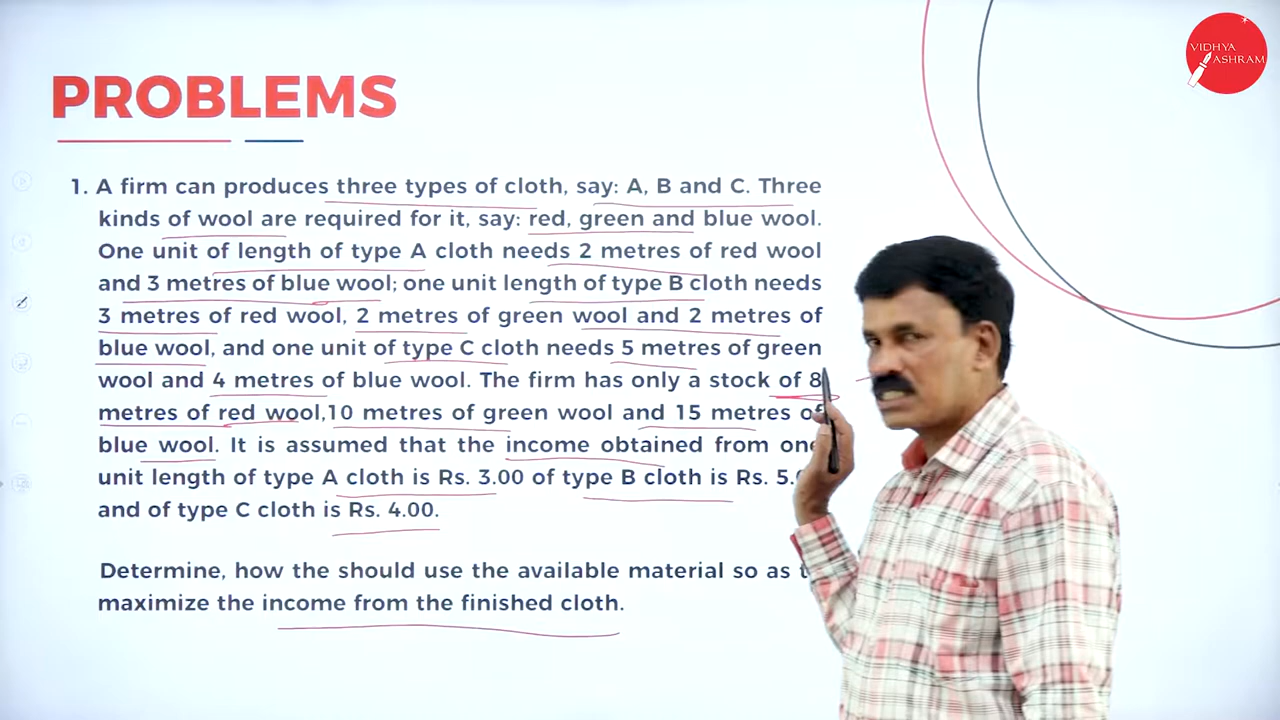 VIDHYA
ASHRAM
PROBLEMS
1. A firm can produces three types of cloth, say: A, B and C. Three
kinds of wool are required for it, say: red, green and blue wool.
One unit of length of type A cloth needs 2 metres of red wool
and 3 metres of blue wool; one unit length of type B cloth needs
3 metres of red wool, 2 metres of green wool and 2 metres of
blue wool, and one unit of type C cloth needs 5 metres of green
wool and 4 metres of blue wool. The firm has only a stock of 8
metres of red wool,10 metres of green wool and 15 metres of
blue wool. It is assumed that the income obtained from one
unit length of type A cloth is Rs. 3.00 of type B cloth is Rs.
and of type C cloth is Rs. 4.00.
Determine, how the should use the available material so as
maximize the income from the finished cloth.